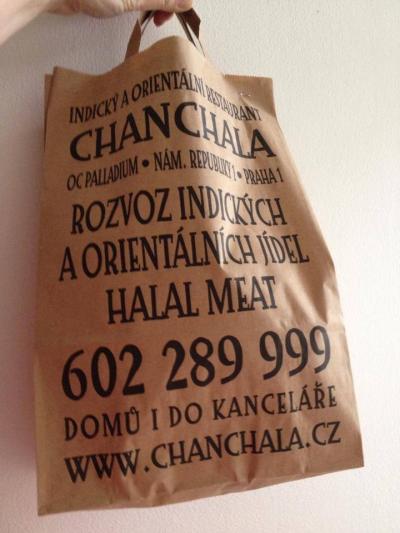 INDICKÝ A ORIENTÁLNÍ RESTAURANT
CHANCHALA
OC PALLADIUM • NÁM. REPUBLIKY 1 • PRAHA 1
ROZVOZ INDICKÝCH
A ORIENTÁLNÍCH JÍDEL
HALAL MEAT
602 289 999
DOMŮ I DO KANCELÁŘE
WWW.CHANCHALA.CZ